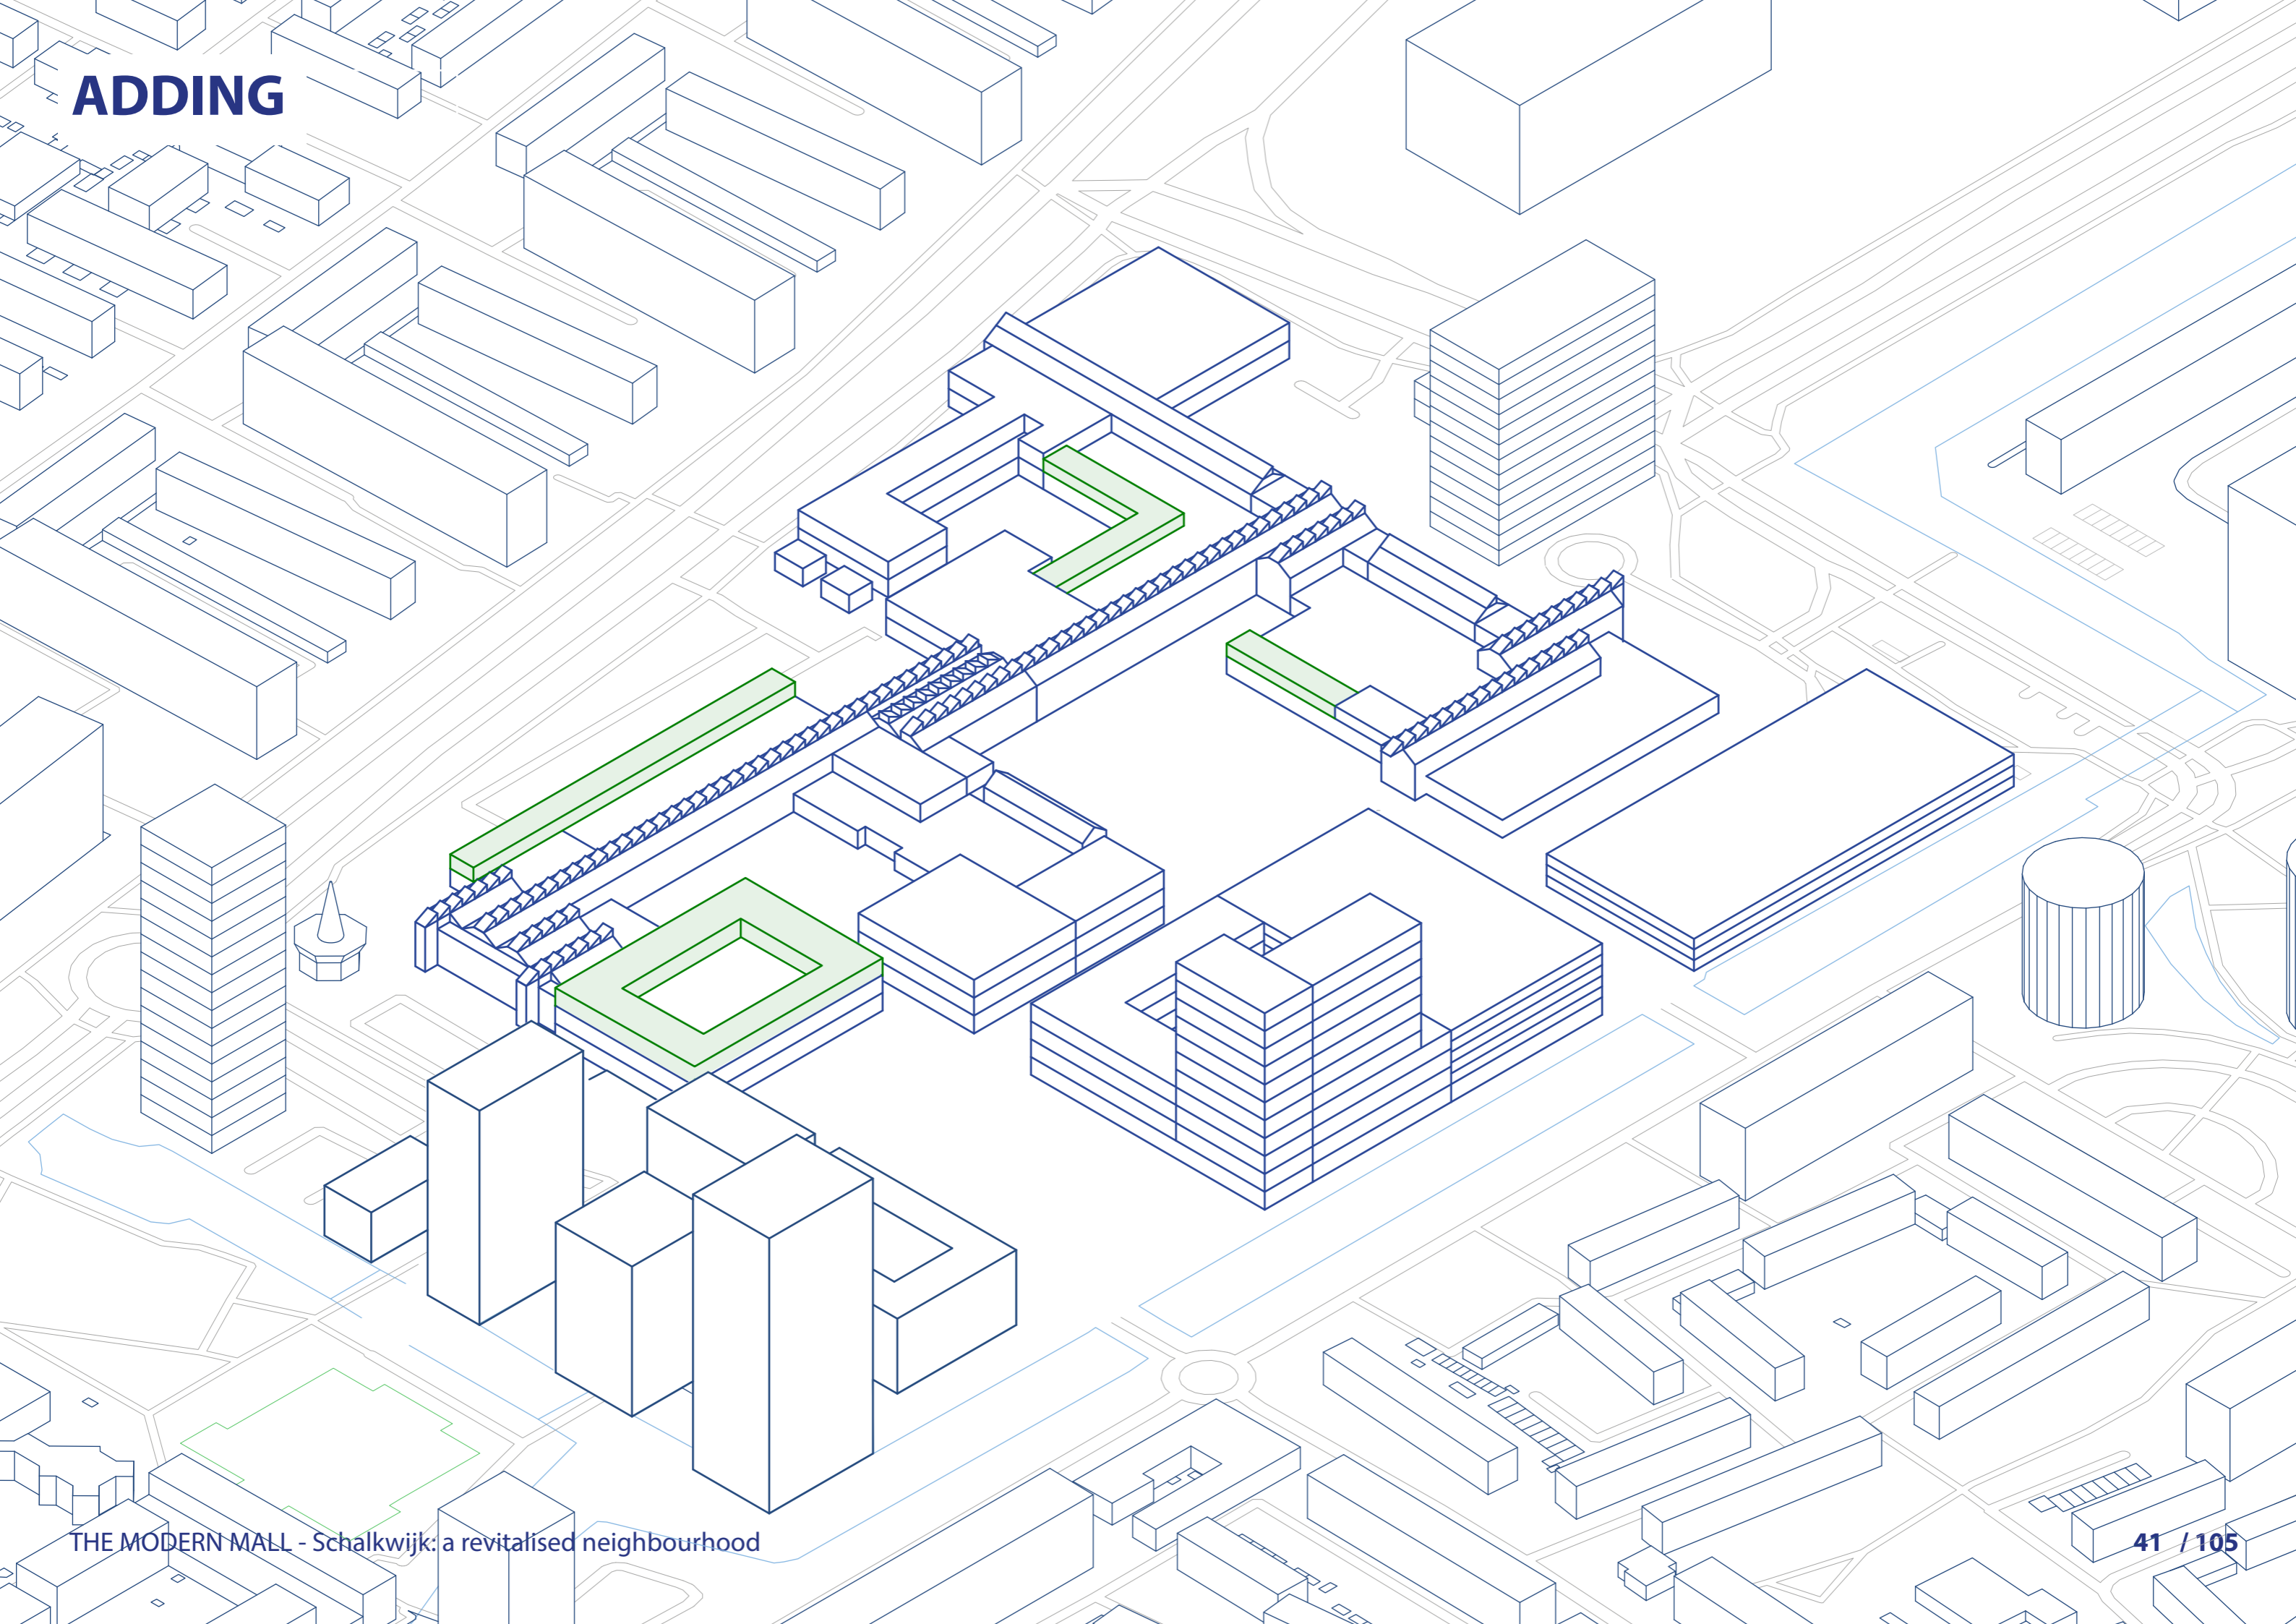 ADDING
THE MODERN MALL - Schalkwijk: a revitalised neighbourhood
41 / 105